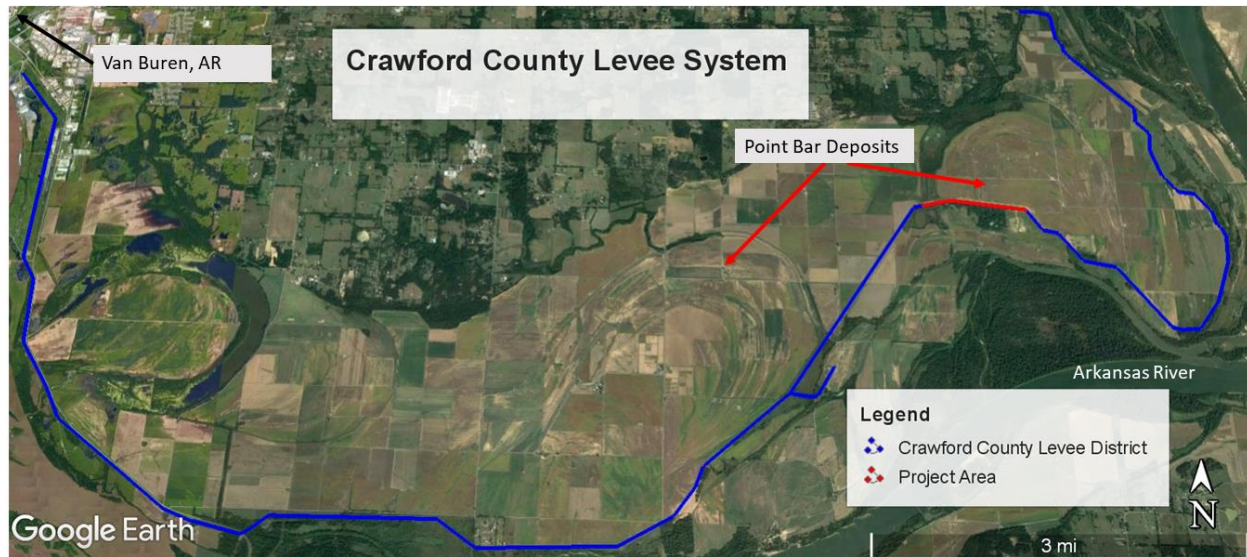 Van Buren, AR
Crawford County Levee System
Point Bar Deposits
Arkansas River
Legend
Crawford County Levee District
Project Area
N
Google Earth
3 mi